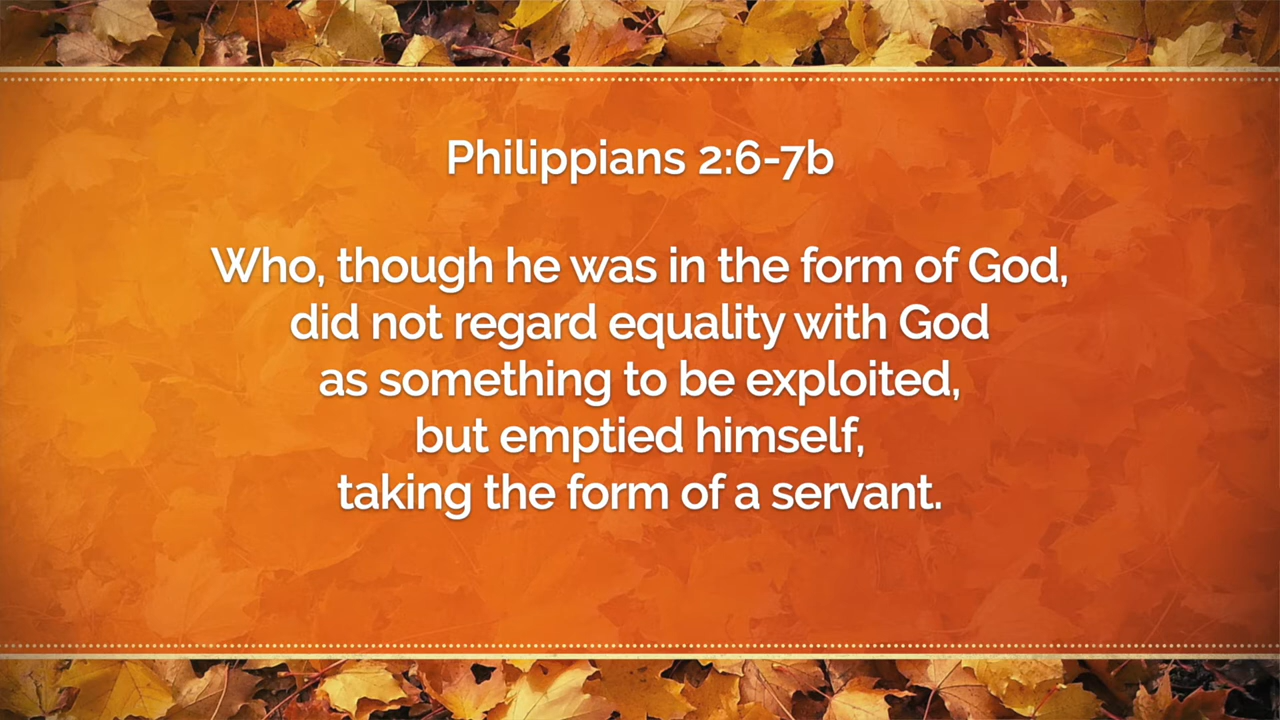 Philippians 2:6-7b
Who, though he was in the form of God,
did not regard equality with God
as something to be exploited,
but emptied himself,
taking the form of a servant.